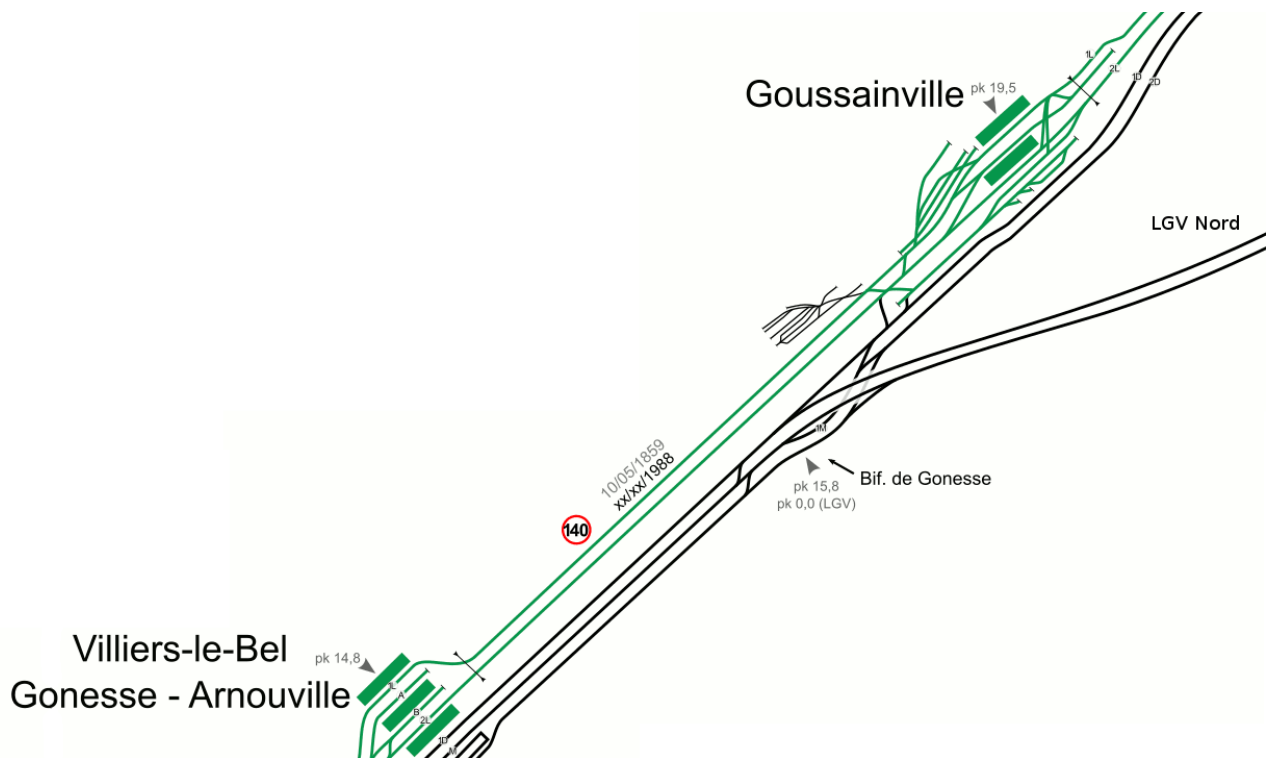 1L
2L
1D
2D
Goussainville
pk 19,5
LGV Nord
1M
10/05/1859
xx/xx/1988
Bif. de Gonesse
pk 15,8
pk 0,0 (LGV)
140
Villiers-le-Bel
Gonesse - Arnouville
pk 14,8
1L
A
B
2L
1D
M